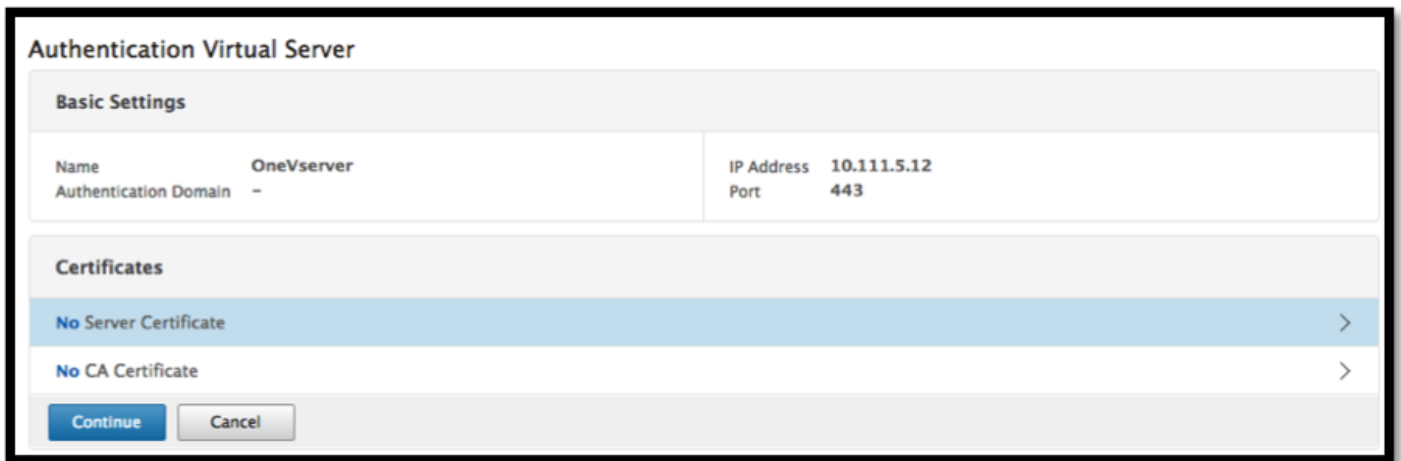 Authentication Virtual Server
Basic Settings
Name OneVserver
Authentication Domain –
IP Address 10.111.5.12
Port 443
Certificates
No Server Certificate
No CA Certificate
Continue Cancel